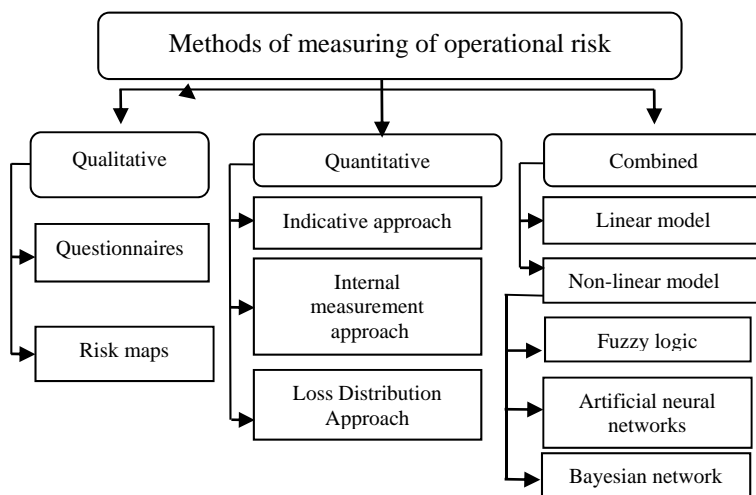 Methods of measuring of operational risk
Qualitative
Questionnaires
Risk maps
Quantitative
Indicative approach
Internal
measurement
approach
Loss Distribution
Approach
Combined
Linear model
Non-linear model
Fuzzy logic
Artificial neural
networks
Bayesian network